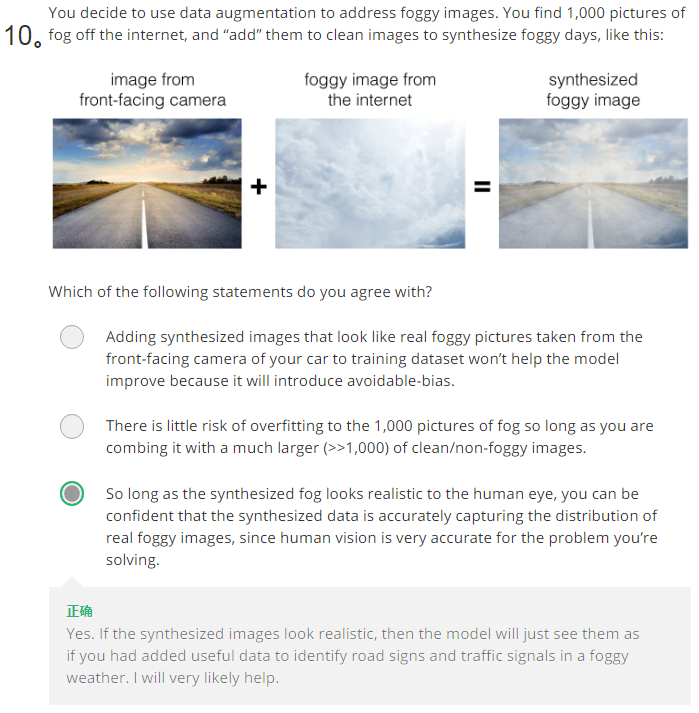 You decide to use data augmentation to address foggy images. You find 1,000 pictures of
10. fog off the internet, and “add” them to clean images to synthesize foggy days, like this:
image from
front-facing camera
foggy image from
the internet
synthesized
foggy image
+
=
Which of the following statements do you agree with?
Adding synthesized images that look like real foggy pictures taken from the
front-facing camera of your car to training dataset won’t help the model
improve because it will introduce avoidable-bias.
There is little risk of overfitting to the 1,000 pictures of fog so long as you are
combing it with a much larger (>>1,000) of clean/non-foggy images.
So long as the synthesized fog looks realistic to the human eye, you can be
confident that the synthesized data is accurately capturing the distribution of
real foggy images, since human vision is very accurate for the problem you’re
solving.
正确
Yes. If the synthesized images look realistic, then the model will just see them as
if you had added useful data to identify road signs and traffic signals in a foggy
weather. I will very likely help.